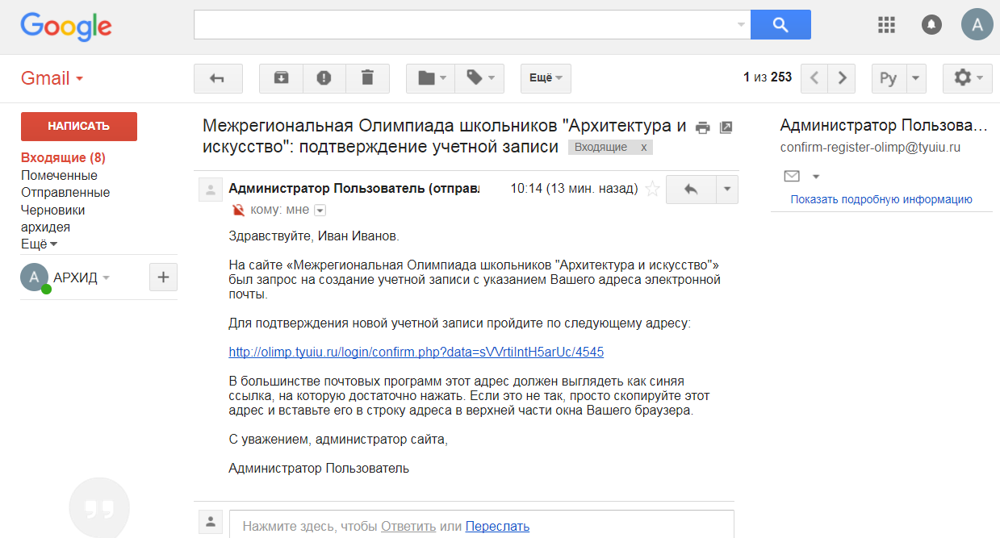 Google
A
Gmail
Ещё
1 из 253
Ру
НАПИСАТЬ
Входящие (8)
Помеченные
Отправленные
Черновики
архидея
Ещё
A
АРХИД
+
Межрегиональная Олимпиада школьников "Архитектура и
искусство": подтверждение учетной записи
Входящие x
Администратор Пользователь (отправл
10:14 (13 мин. назад)
кому: мне
Здравствуйте, Иван Иванов.
На сайте «Межрегиональная Олимпиада школьников "Архитектура и искусство"»
был запрос на создание учетной записи с указанием Вашего адреса электронной
почты.
Для подтверждения новой учетной записи пройдите по следующему адресу:
http://olimp.tyuiu.ru/login/confirm.php?data=sVVrtiIntH5arUc/4545
В большинстве почтовых программ этот адрес должен выглядеть как синяя
ссылка, на которую достаточно нажать. Если это не так, просто скопируйте этот
адрес и вставьте его в строку адреса в верхней части окна Вашего браузера.
С уважением, администратор сайта,
Администратор Пользователь
Нажмите здесь, чтобы Ответить или Переслать
Администратор Пользова...
confirm-register-olimp@tyuiu.ru
Показать подробную информацию